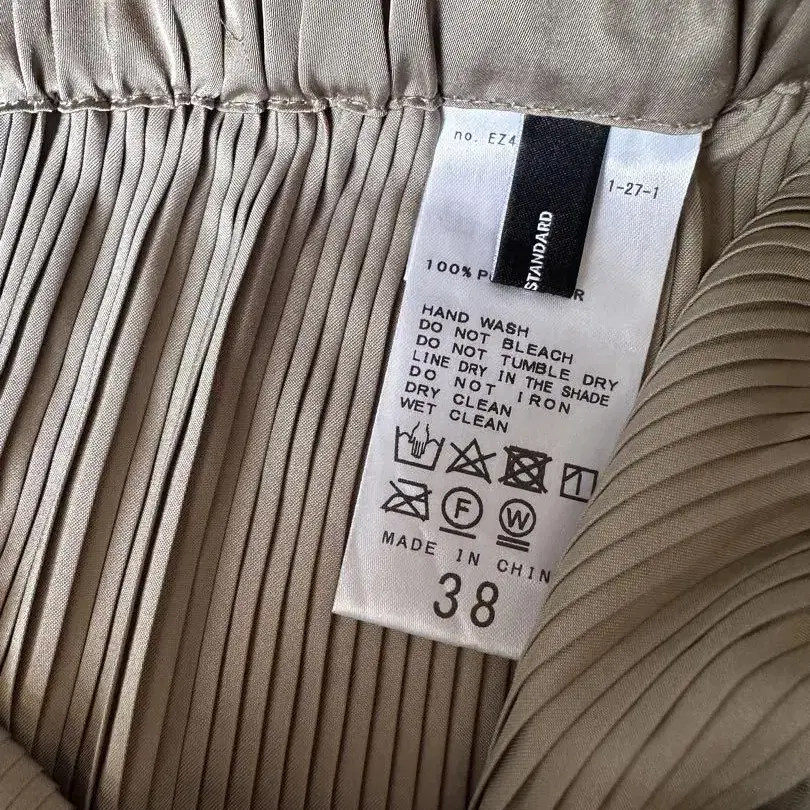 no. EZ4
1-27-1
STANDARD
100% P R
HAND WASH
DO NOT BLEACH
DO NOT TUMBLE DRY
LINE DRY IN THE SHADE
DO NOT IRON
DRY CLEAN
WET CLEAN
F W
MADE IN CHIN
38